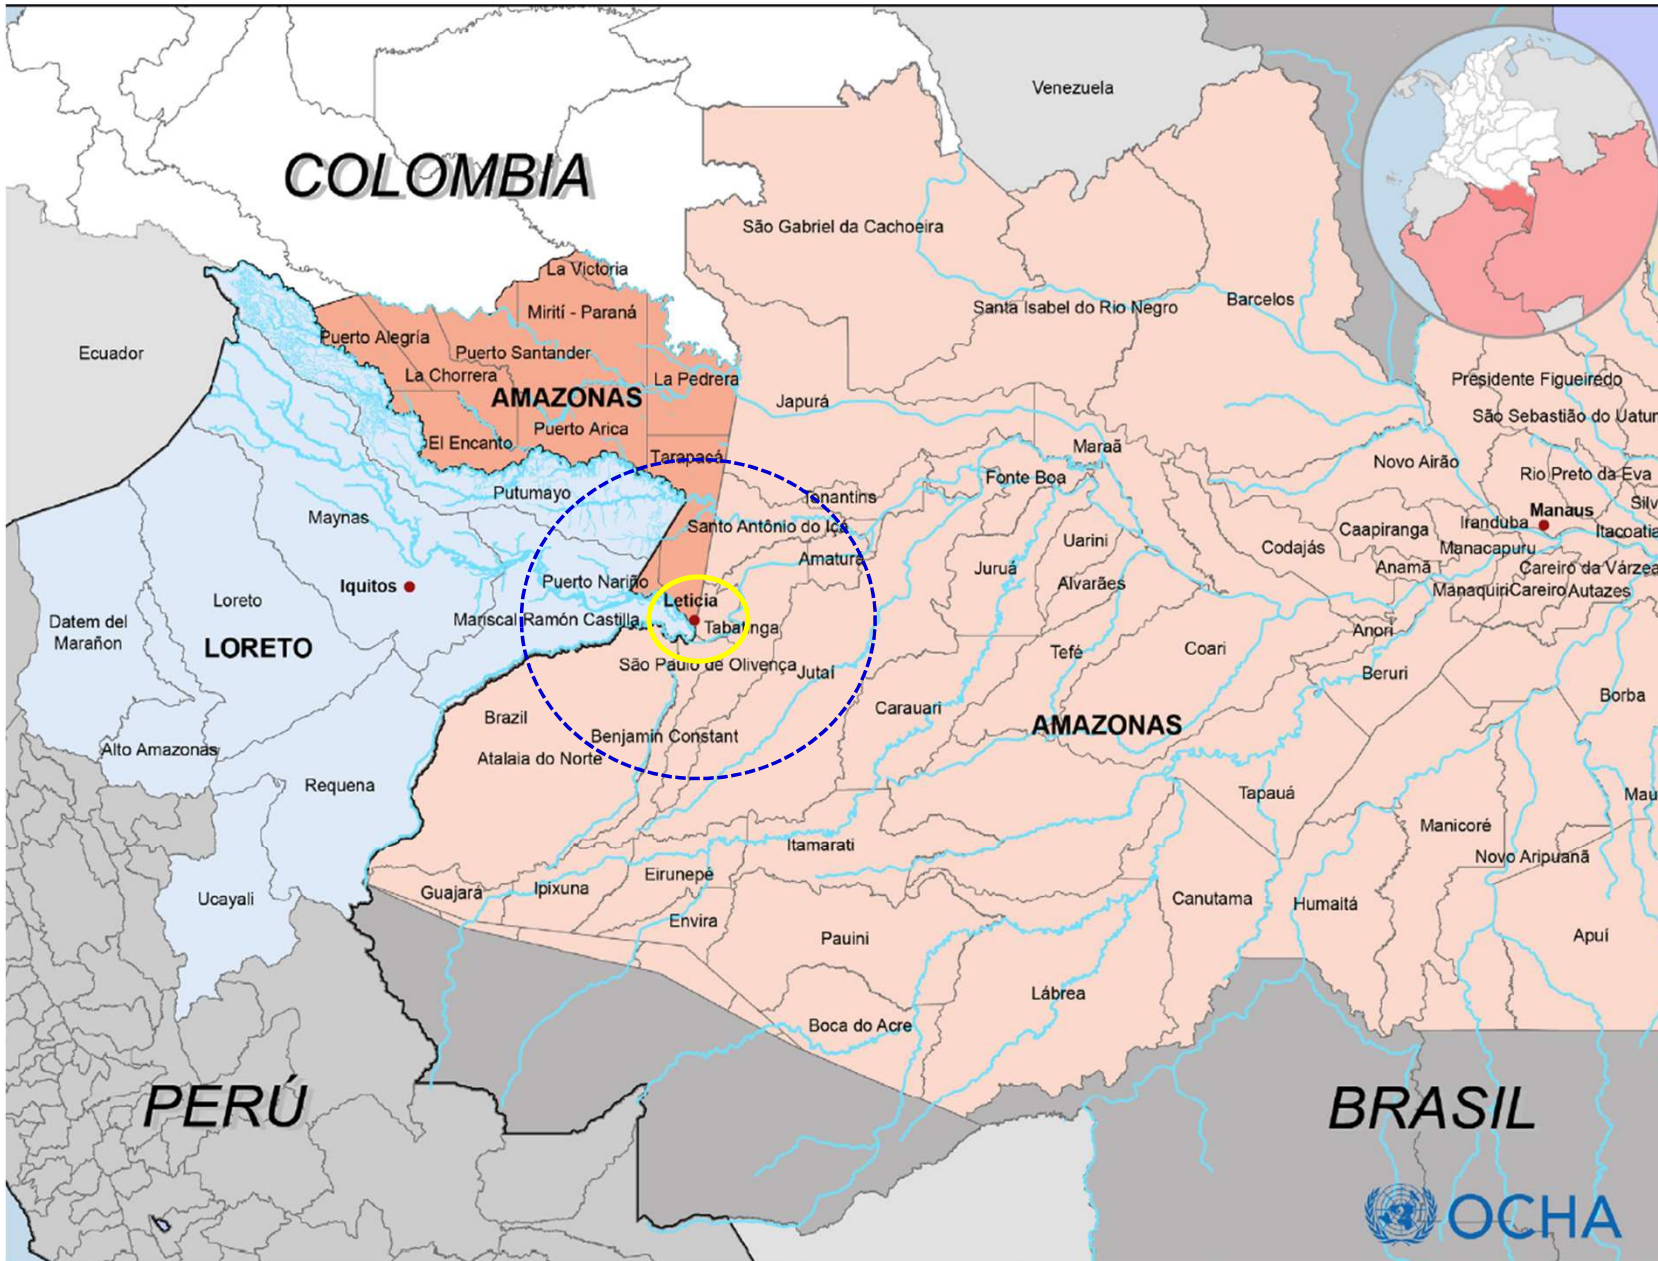 Venezuela
COLOMBIA
São Gabriel da Cachoeira
La Victoria
Santa Isabel do Rio Negro
Barcelos
Mirití - Paraná
Puerto Alegría
Ecuador
Puerto Santander
La Chorrera
La Pedrera
Presidente Figueiredo
AMAZONAS
Japurá
São Sebastião do Uatur
Puerto Arica
El Encanto
Maraã
Tarapacá
Novo Airão
Rio Preto da Eva
Fonte Boa
Putumayo
Tonantins
Silv
Maynas
Manaus
Santo Antônio do Içá
Iranduba
Caapiranga
Itacoatia
Uarini
Codajás
Manacapuru
Amaturá
Juruá
Anamã
Careiro da Várzea
Puerto Nariño
Alvarães
Iquitos
Manaquiri
Careiro
Autazes
Loreto
Leticia
Datem del
Marañon
Mariscal Ramón Castilla
Tabatinga
Anori
LORETO
Tefé
Coari
São Paulo de Olivença
Jutaí
Beruri
Borba
Carauari
Brazil
AMAZONAS
Benjamin Constant
Alto Amazonas
Atalaia do Norte
Requena
Tapauá
Mau
Manicoré
Itamarati
Novo Aripuanã
Eirunepé
Guajará
Ipixuna
Ucayali
Canutama
Humaitá
Envira
Pauini
Apuí
Lábrea
Boca do Acre
PERÚ
BRASIL
OCHA